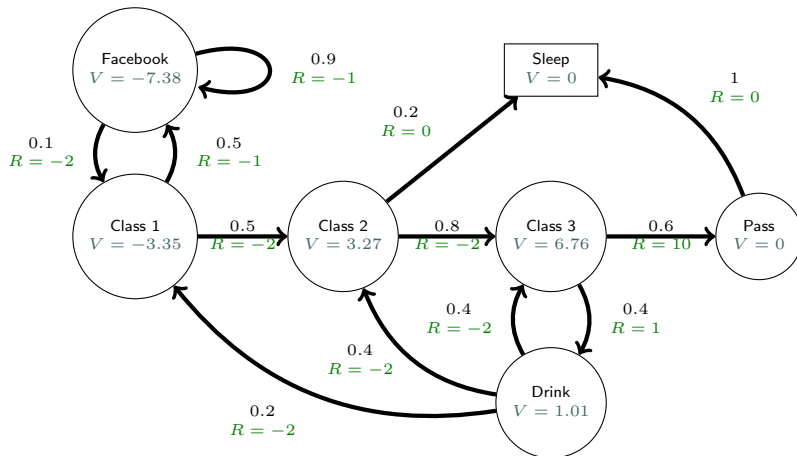 Facebook
V = −7.38
0.9
R = −1
Sleep
V = 0
1
R = 0
0.2
R = 0
0.1
R = −2
0.5
R = −1
Class 1
V = −3.35
0.5
R = −2
Class 2
V = 3.27
0.8
R = −2
Class 3
V = 6.76
0.6
R = 10
Pass
V = 0
0.4
R = −2
0.4
R = 1
0.4
R = −2
Drink
V = 1.01
0.2
R = −2